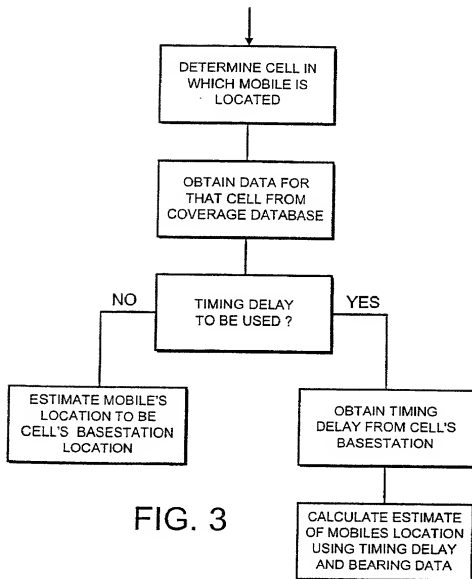 DETERMINE CELL IN
WHICH MOBILE IS
LOCATED
OBTAIN DATA FOR
THAT CELL FROM
COVERAGE DATABASE
NO
TIMING DELAY
TO BE USED ?
YES
ESTIMATE MOBILE'S
LOCATION TO BE
CELL'S BASESTATION
LOCATION
OBTAIN TIMING
DELAY FROM CELL'S
BASESTATION
CALCULATE ESTIMATE
OF MOBILES LOCATION
USING TIMING DELAY
AND BEARING DATA
FIG. 3